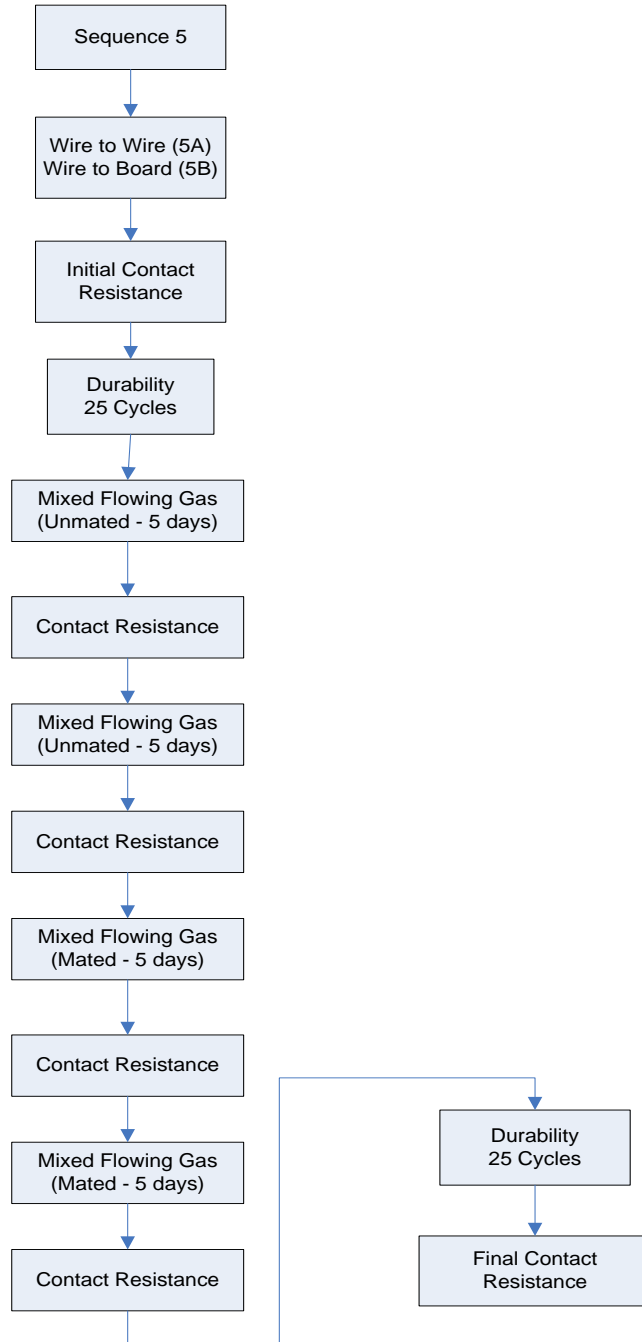 Sequence 5
Wire to Wire (5A)
Wire to Board (5B)
Initial Contact
Resistance
Durability
25 Cycles
Mixed Flowing Gas
(Unmated - 5 days)
Contact Resistance
Mixed Flowing Gas
(Unmated - 5 days)
Contact Resistance
Mixed Flowing Gas
(Mated - 5 days)
Contact Resistance
Mixed Flowing Gas
(Mated - 5 days)
Contact Resistance
Durability
25 Cycles
Final Contact
Resistance